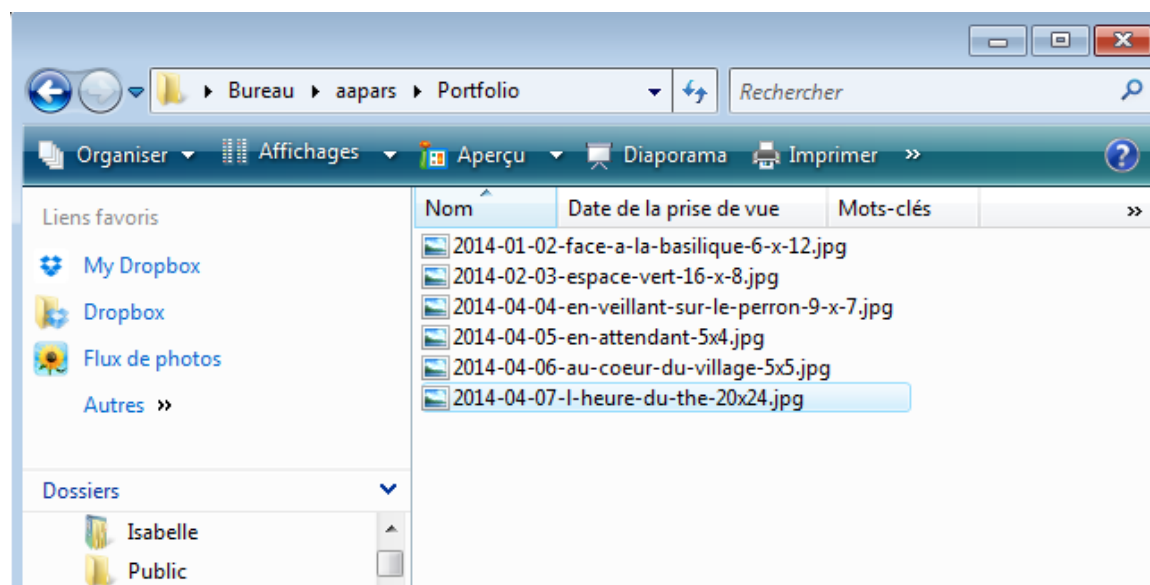 Bureau aapars Portfolio Rechercher
Organiser Affichages Aperçu Diaporama Imprimer » ?
Liens favoris
My Dropbox
Dropbox
Flux de photos
Autres »
Dossiers
Isabelle
Public
Nom Date de la prise de vue Mots-clés »
2014-01-02-face-a-la-basilique-6-x-12.jpg
2014-02-03-espace-vert-16-x-8.jpg
2014-04-04-en-veillant-sur-le-perron-9-x-7.jpg
2014-04-05-en-attendant-5x4.jpg
2014-04-06-au-coeur-du-village-5x5.jpg
2014-04-07-l-heure-du-the-20x24.jpg